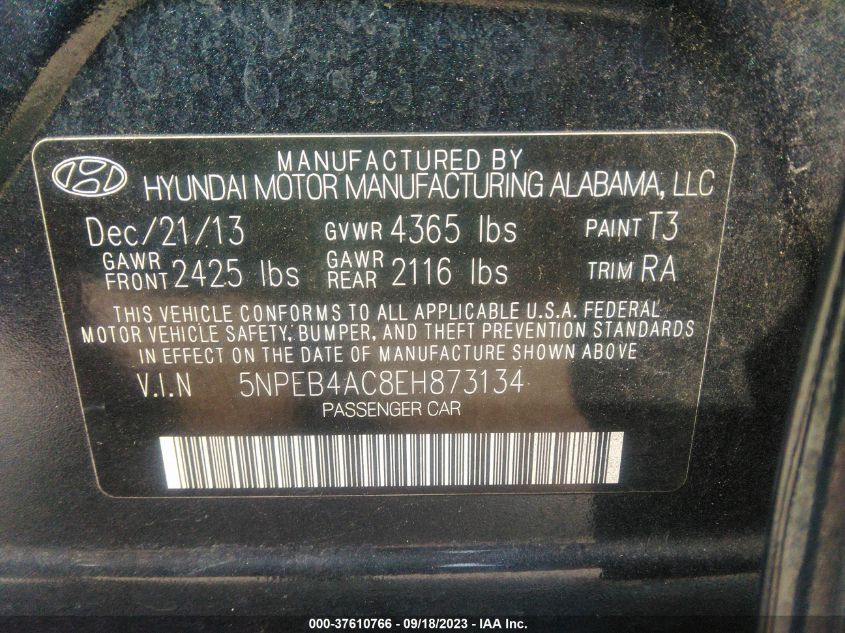 MANUFACTURED BY
HYUNDAI MOTOR MANUFACTURING ALABAMA, LLC
Dec/21/13 GVWR 4365 lbs PAINT T3
GAWR FRONT 2425 lbs GAWR REAR 2116 lbs TRIM RA
THIS VEHICLE CONFORMS TO ALL APPLICABLE U.S.A. FEDERAL
MOTOR VEHICLE SAFETY, BUMPER, AND THEFT PREVENTION STANDARDS
IN EFFECT ON THE DATE OF MANUFACTURE SHOWN ABOVE
V.I.N 5NPEB4AC8EH873134
PASSENGER CAR
000-37610766 - 09/18/2023 - IAA Inc.